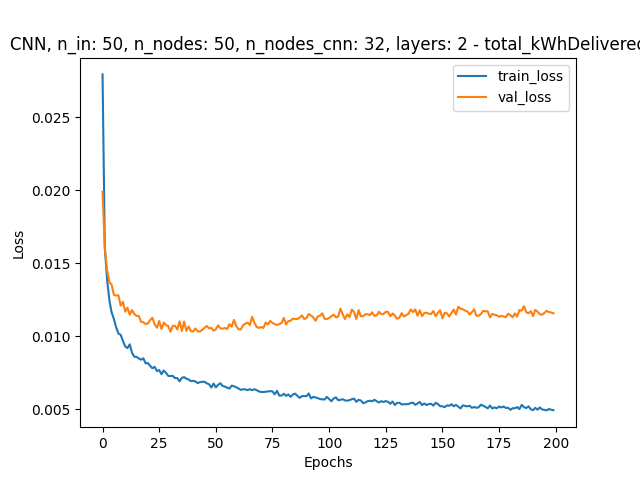 CNN, n_in: 50, n_nodes: 50, n_nodes_cnn: 32, layers: 2 - total_kWhDelivered
train_loss
val_loss
0.025
0.020
0.015
0.010
0.005
Loss
0 25 50 75 100 125 150 175 200
Epochs